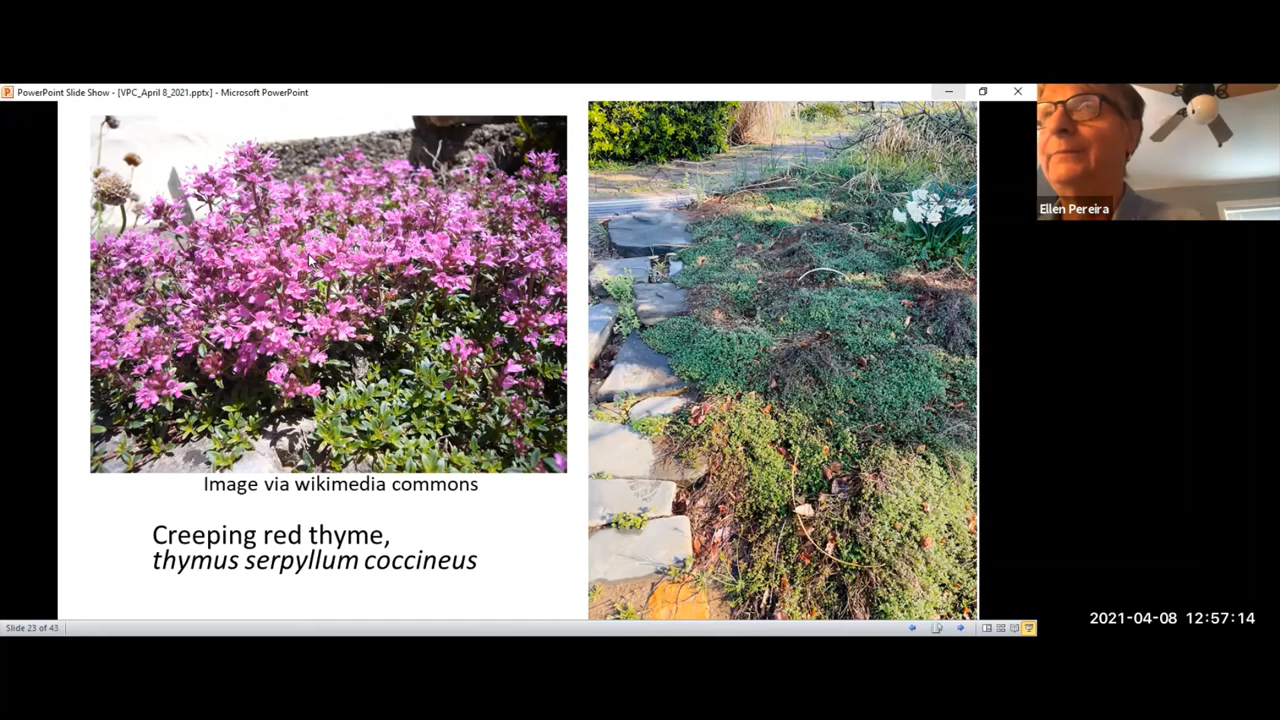 PowerPoint Slide Show - [VPC_April 8_2021.pptx] - Microsoft PowerPoint
Ellen Pereira
Image via wikimedia commons
Creeping red thyme,
thymus serpyllum coccineus
2021-04-08 12:57:14
Slide 23 of 43